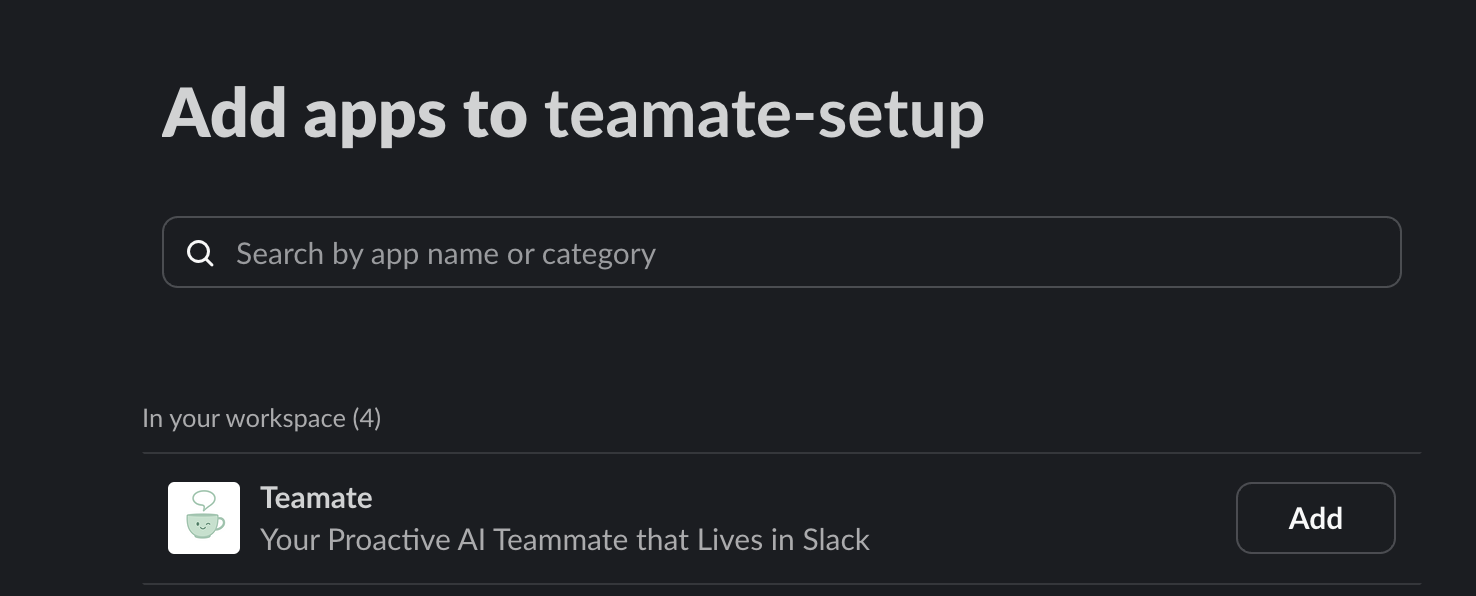 Add apps to teamate-setup
Search by app name or category
In your workspace (4)
Teamate
Your Proactive AI Teammate that Lives in Slack
Add